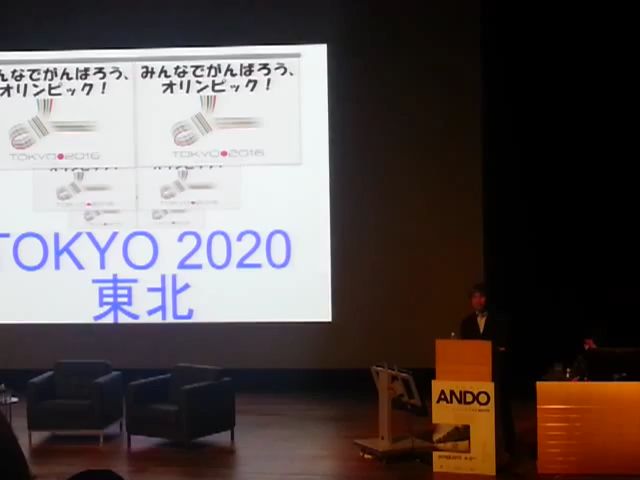 んなでがんばろう、
オリンピック！
TOKYO 2016
みんなでがんばろう、
オリンピック！
TOKYO 2016
TOKYO 2020
東北
ANDO